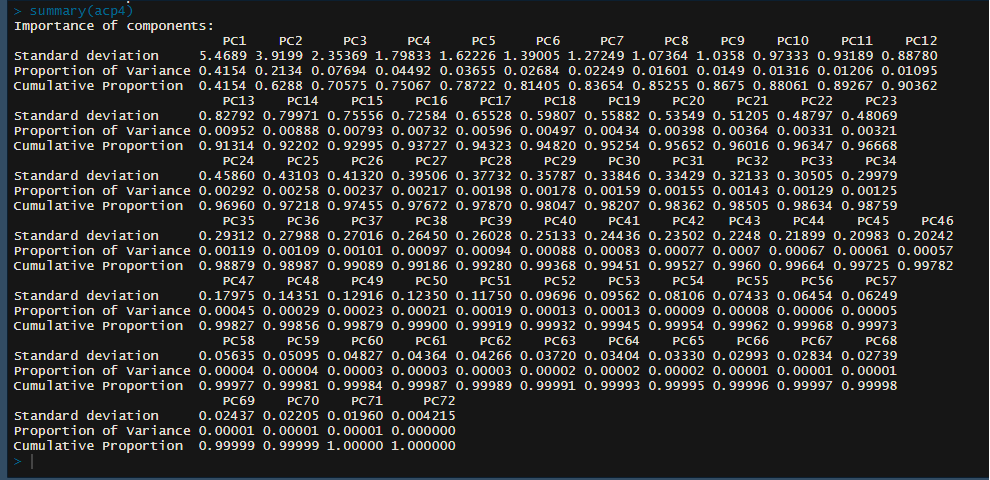 > summary(acp4)
Importance of components:
PC1 PC2 PC3 PC4 PC5 PC6 PC7 PC8 PC9 PC10 PC11 PC12
Standard deviation 5.4689 3.9199 2.35369 1.79833 1.62226 1.39005 1.27249 1.07364 1.0358 0.97333 0.93189 0.88780
Proportion of Variance 0.4154 0.2134 0.07694 0.04492 0.03655 0.02684 0.02249 0.01601 0.0149 0.01316 0.01206 0.01095
Cumulative Proportion 0.4154 0.6288 0.70575 0.75067 0.78722 0.81405 0.83654 0.85255 0.8675 0.88061 0.89267 0.90362
PC13 PC14 PC15 PC16 PC17 PC18 PC19 PC20 PC21 PC22 PC23
Standard deviation 0.82792 0.79971 0.75556 0.72584 0.65528 0.59807 0.55882 0.53549 0.51205 0.48797 0.48069
Proportion of Variance 0.00952 0.00888 0.00793 0.00732 0.00596 0.00497 0.00434 0.00398 0.00364 0.00331 0.00321
Cumulative Proportion 0.91314 0.92202 0.92995 0.93727 0.94323 0.94820 0.95254 0.95652 0.96016 0.96347 0.96668
PC24 PC25 PC26 PC27 PC28 PC29 PC30 PC31 PC32 PC33 PC34
Standard deviation 0.45860 0.43103 0.41320 0.39506 0.37732 0.35787 0.33846 0.33429 0.32133 0.30505 0.29979
Proportion of Variance 0.00292 0.00258 0.00237 0.00217 0.00198 0.00178 0.00159 0.00155 0.00143 0.00129 0.00125
Cumulative Proportion 0.96960 0.97218 0.97455 0.97672 0.97870 0.98047 0.98207 0.98362 0.98505 0.98634 0.98759
PC35 PC36 PC37 PC38 PC39 PC40 PC41 PC42 PC43 PC44 PC45 PC46
Standard deviation 0.29312 0.27988 0.27016 0.26450 0.26028 0.25133 0.24436 0.23502 0.2248 0.21899 0.20983 0.20242
Proportion of Variance 0.00119 0.00109 0.00101 0.00097 0.00094 0.00088 0.00083 0.00077 0.0007 0.00067 0.00061 0.00057
Cumulative Proportion 0.98879 0.98987 0.99089 0.99186 0.99280 0.99368 0.99451 0.99527 0.9960 0.99664 0.99725 0.99782
PC47 PC48 PC49 PC50 PC51 PC52 PC53 PC54 PC55 PC56 PC57
Standard deviation 0.17975 0.14351 0.12916 0.12350 0.11750 0.09696 0.09562 0.08106 0.07433 0.06454 0.06249
Proportion of Variance 0.00045 0.00029 0.00023 0.00021 0.00019 0.00013 0.00013 0.00009 0.00008 0.00006 0.00005
Cumulative Proportion 0.99827 0.99856 0.99879 0.99900 0.99919 0.99932 0.99945 0.99954 0.99962 0.99968 0.99973
PC58 PC59 PC60 PC61 PC62 PC63 PC64 PC65 PC66 PC67 PC68
Standard deviation 0.05635 0.05095 0.04827 0.04364 0.04266 0.03720 0.03404 0.03330 0.02993 0.02834 0.02739
Proportion of Variance 0.00004 0.00004 0.00003 0.00003 0.00003 0.00002 0.00002 0.00002 0.00001 0.00001 0.00001
Cumulative Proportion 0.99977 0.99981 0.99984 0.99987 0.99989 0.99991 0.99993 0.99995 0.99996 0.99997 0.99998
PC69 PC70 PC71 PC72
Standard deviation 0.02437 0.02205 0.01960 0.004215
Proportion of Variance 0.00001 0.00001 0.00001 0.000000
Cumulative Proportion 0.99999 0.99999 1.00000 1.000000
>